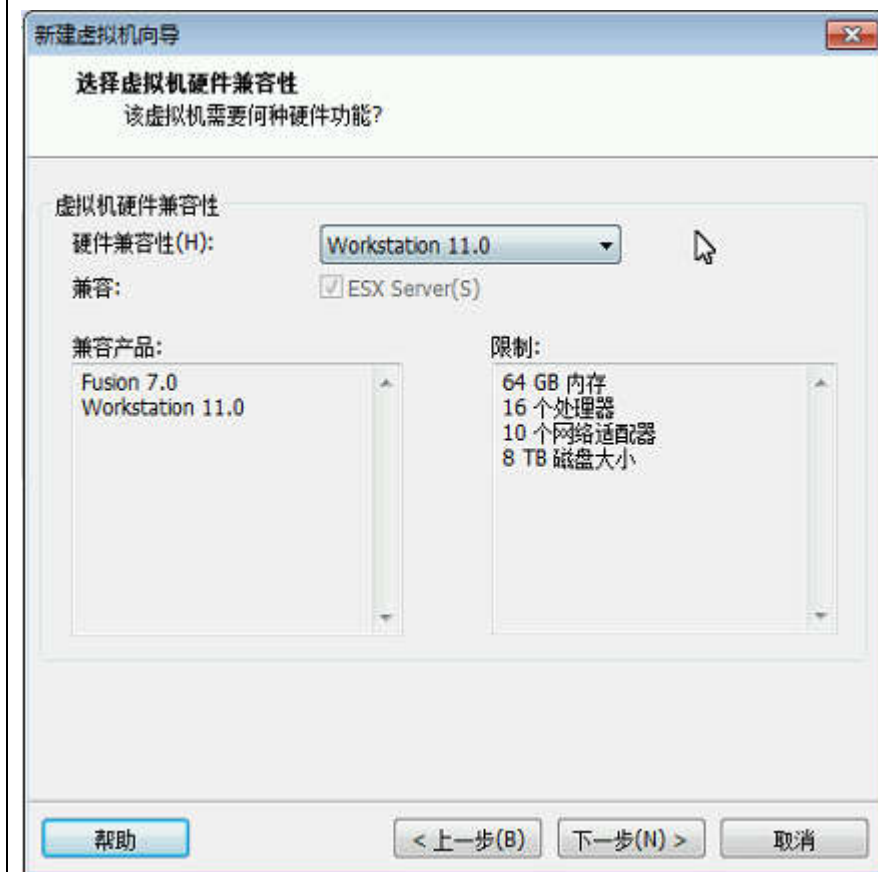 新建虚拟机向导
选择虚拟机硬件兼容性
该虚拟机需要何种硬件功能?
虚拟机硬件兼容性
硬件兼容性(H): Workstation 11.0
兼容: ESX Server(S)
兼容产品:
Fusion 7.0
Workstation 11.0
限制:
64 GB 内存
16 个处理器
10 个网络适配器
8 TB 磁盘大小
帮助 < 上一步(B) 下一步(N) > 取消